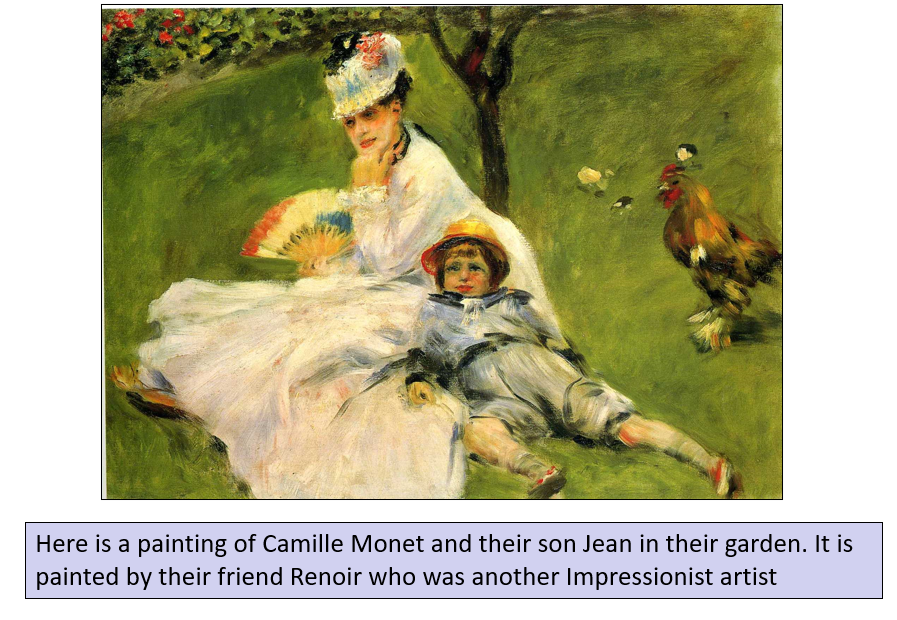 Here is a painting of Camille Monet and their son Jean in their garden. It is
painted by their friend Renoir who was another Impressionist artist